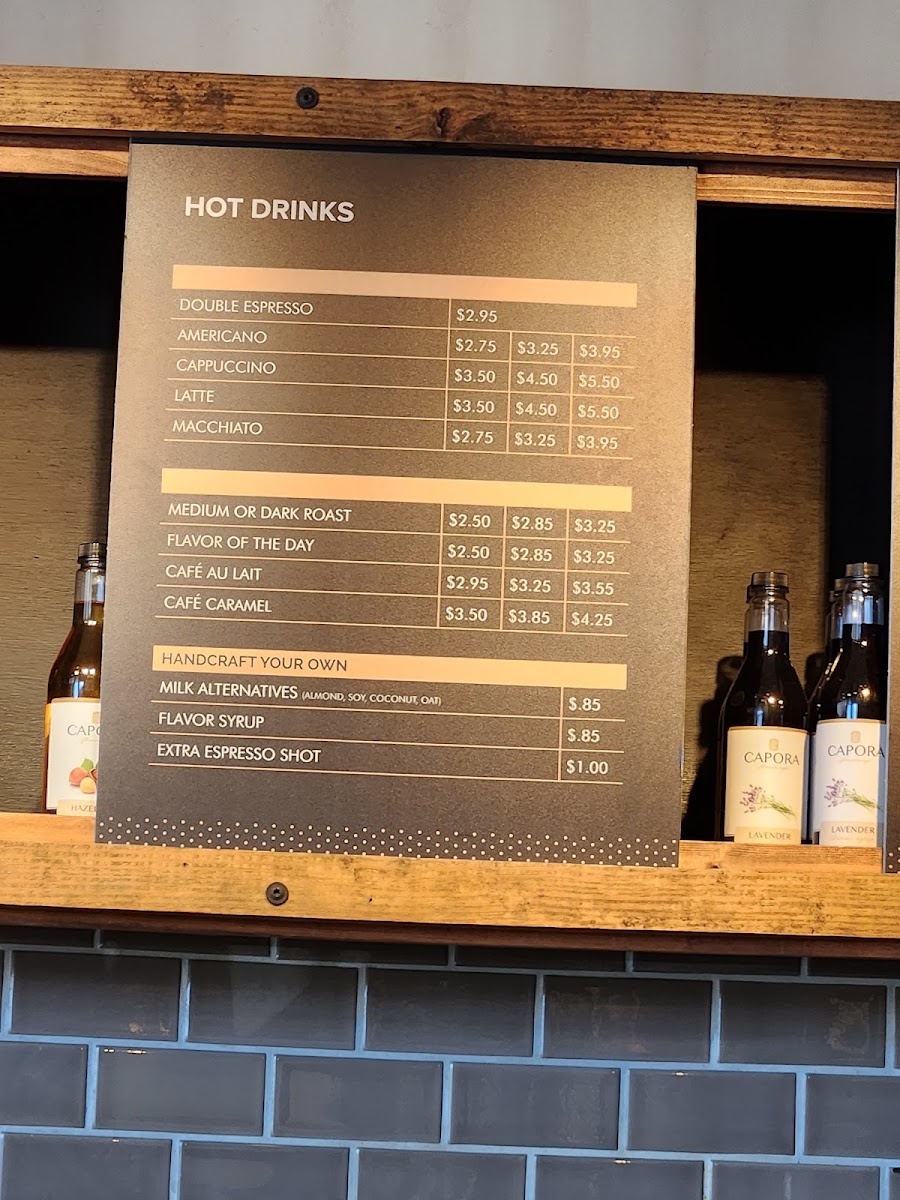 HOT DRINKS
DOUBLE ESPRESSO $2.95
AMERICANO $2.75 $3.25 $3.95
CAPPUCCINO $3.50 $4.50 $5.50
LATTE $3.50 $4.50 $5.50
MACCHIATO $2.75 $3.25 $3.95
MEDIUM OR DARK ROAST $2.50 $2.85 $3.25
FLAVOR OF THE DAY $2.50 $2.85 $3.25
CAFÉ AU LAIT $2.95 $3.25 $3.55
CAFÉ CARAMEL $3.50 $3.85 $4.25
HANDCRAFT YOUR OWN
MILK ALTERNATIVES (ALMOND, SOY, COCONUT, OAT) $.85
FLAVOR SYRUP $.85
EXTRA ESPRESSO SHOT $1.00
CAPO
HAZEL
CAPORA
LAVENDER
CAPORA
LAVENDER